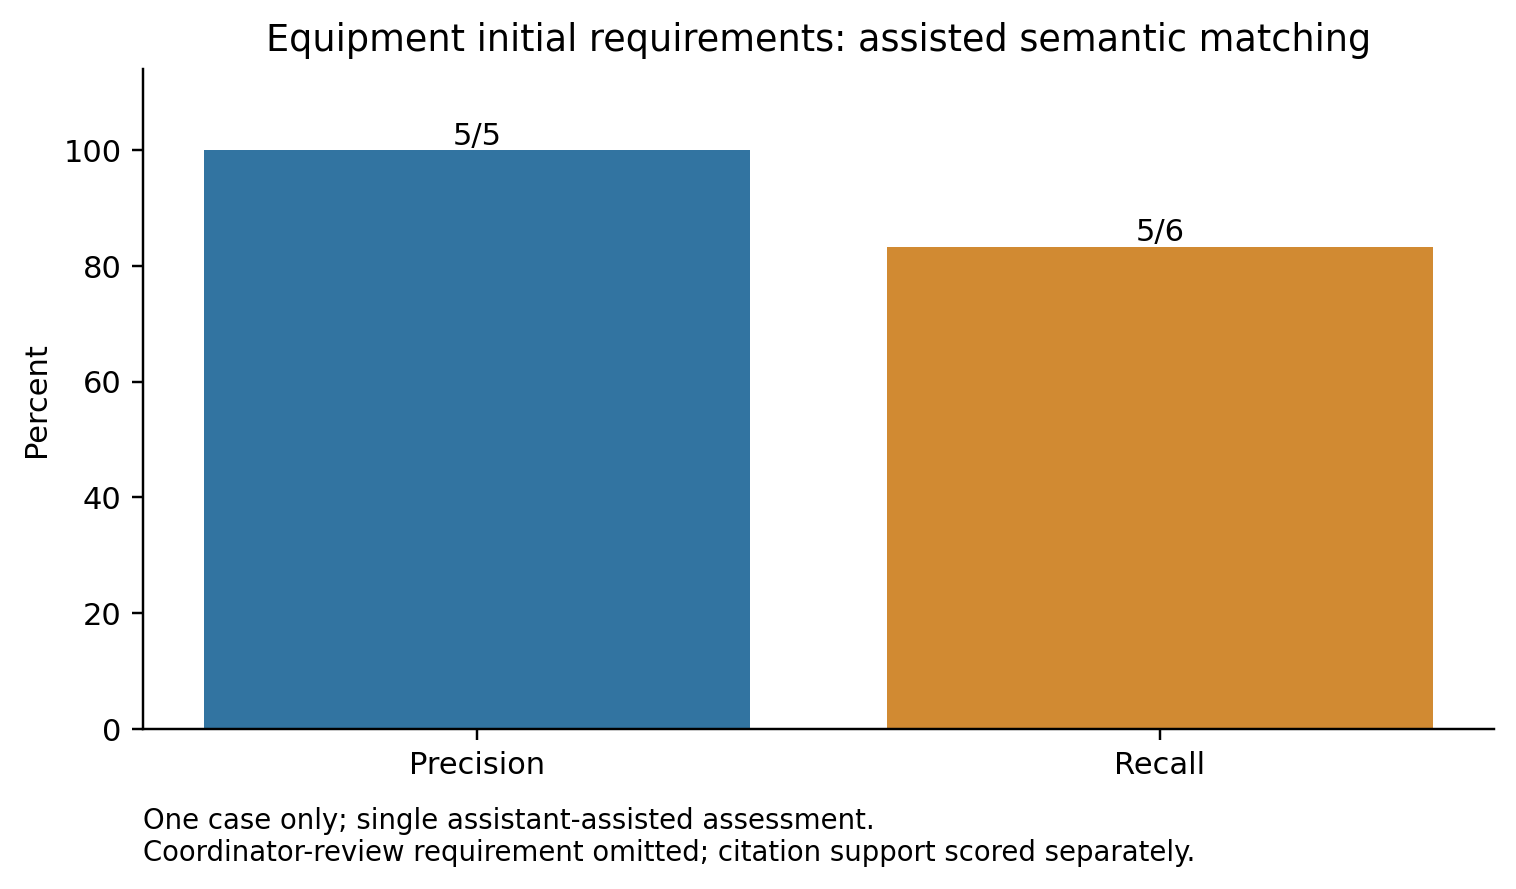 Equipment initial requirements: assisted semantic matching
Percent
100
80
60
40
20
0
5/5
5/6
Precision
Recall
One case only; single assistant-assisted assessment.
Coordinator-review requirement omitted; citation support scored separately.